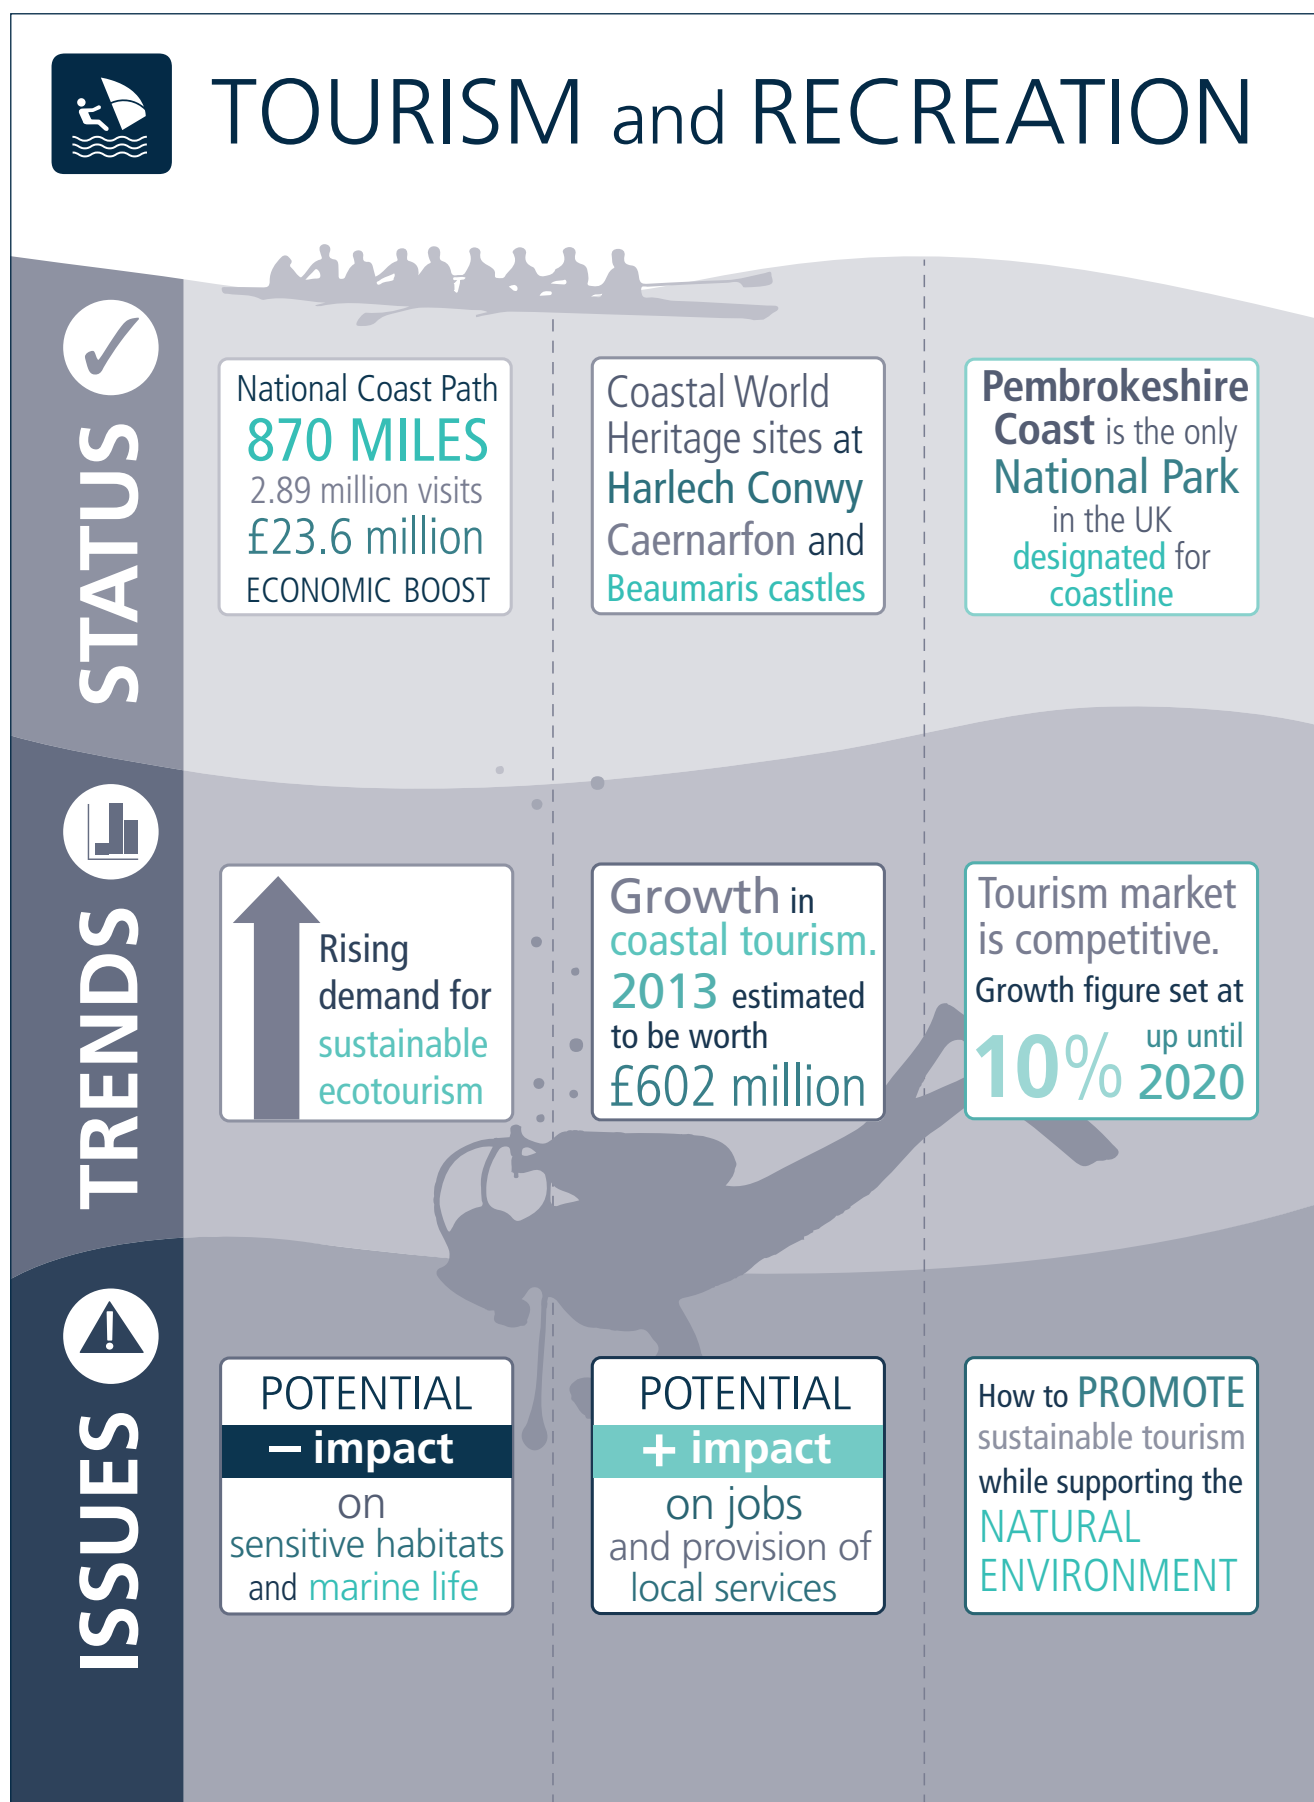 TOURISM and RECREATION
STATUS
National Coast Path
870 MILES
2.89 million visits
£23.6 million
ECONOMIC BOOST
Coastal World
Heritage sites at
Harlech Conwy
Caernarfon and
Beaumaris castles
Pembrokeshire
Coast is the only
National Park
in the UK
designated for
coastline
TRENDS
Rising
demand for
sustainable
ecotourism
Growth in
coastal tourism.
2013 estimated
to be worth
£602 million
Tourism market
is competitive.
Growth figure set at
10% up until
2020
ISSUES
POTENTIAL
– impact
on
sensitive habitats
and marine life
POTENTIAL
+ impact
on jobs
and provision of
local services
How to PROMOTE
sustainable tourism
while supporting the
NATURAL
ENVIRONMENT